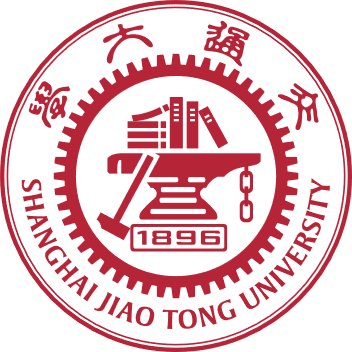 交通大學
1896
SHANGHAI JIAO TONG UNIVERSITY